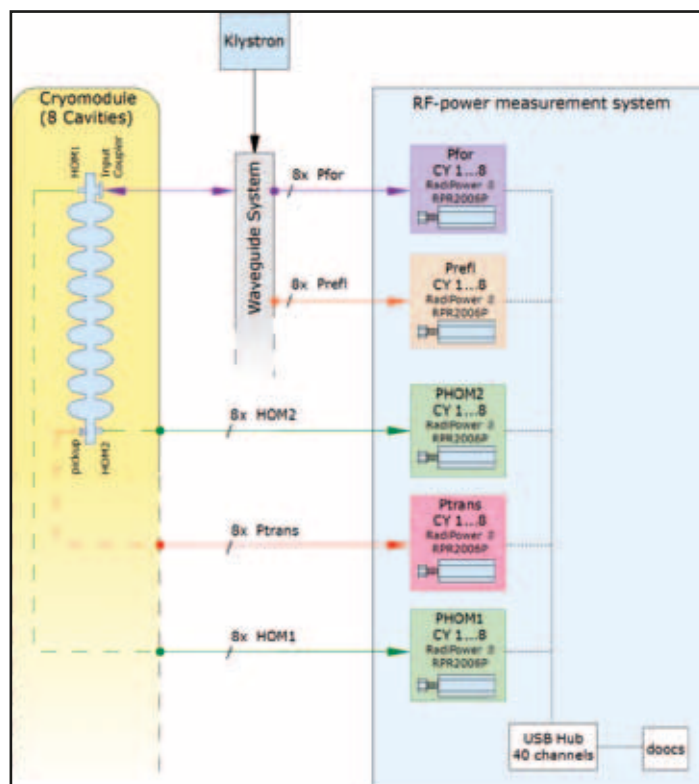 Klystron
Cryomodule
(8 Cavities)
HOM1
Input
Coupler
pickup
HOM2
Waveguide System
8x Pfor
8x Prefl
8x HOM2
8x Ptrans
8x HOM1
RF-power measurement system
Pfor
CY 1...8
RadiPower ®
RPR2006P
Prefl
CY 1...8
RadiPower ®
RPR2006P
PHOM2
CY 1...8
RadiPower ®
RPR2006P
Ptrans
CY 1...8
RadiPower ®
RPR2006P
PHOM1
CY 1...8
RadiPower ®
RPR2006P
USB Hub
40 channels
doocs